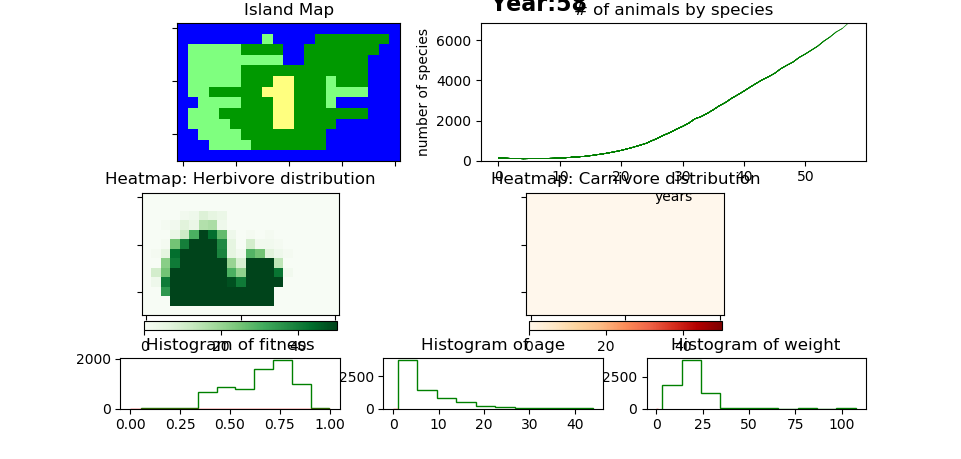 Year:58
Island Map
# of animals by species
number of species
6000
4000
2000
0
0 10 20 30 40 50
years
Heatmap: Herbivore distribution
Heatmap: Carnivore distribution
0 20 40
0 20 40
Histogram of fitness
Histogram of age
Histogram of weight
2000
0
0.00 0.25 0.50 0.75 1.00
2500
0
0 10 20 30 40
2500
0
0 25 50 75 100